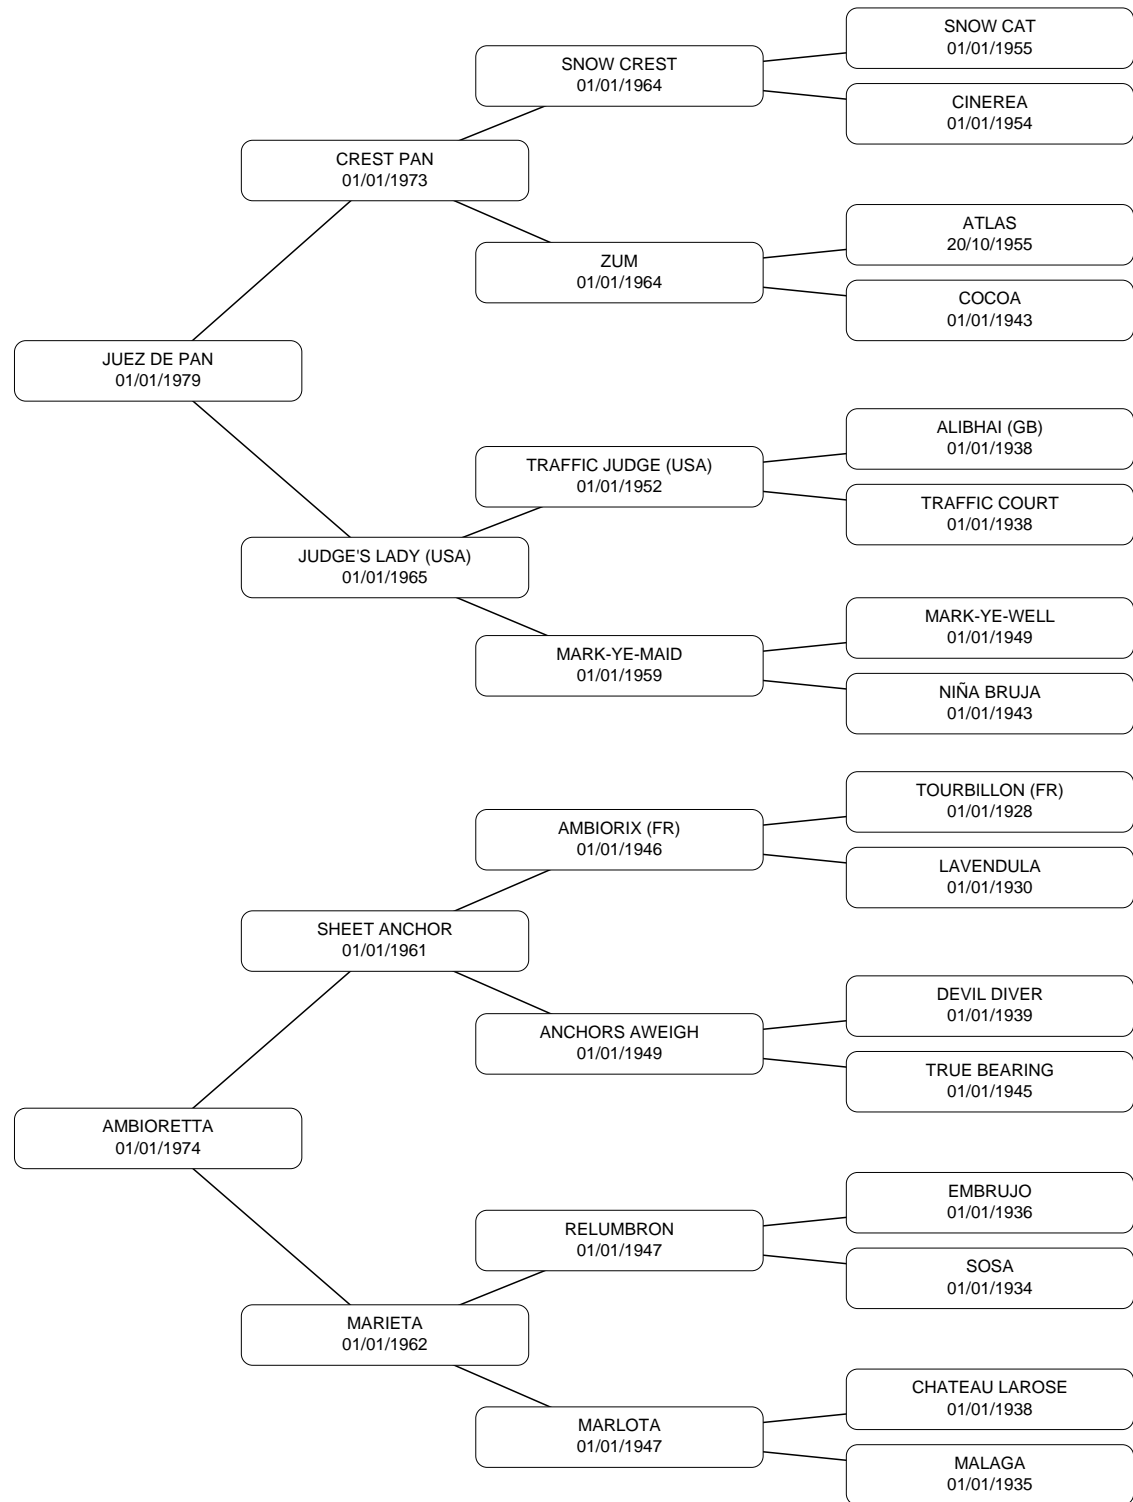 SNOW CAT
01/01/1955
SNOW CREST
01/01/1964
CINEREA
01/01/1954
CREST PAN
01/01/1973
ATLAS
20/10/1955
ZUM
01/01/1964
COCOA
01/01/1943
JUEZ DE PAN
01/01/1979
ALIBHAI (GB)
01/01/1938
TRAFFIC JUDGE (USA)
01/01/1952
TRAFFIC COURT
01/01/1938
JUDGE'S LADY (USA)
01/01/1965
MARK-YE-WELL
01/01/1949
MARK-YE-MAID
01/01/1959
NIÑA BRUJA
01/01/1943
TOURBILLON (FR)
01/01/1928
AMBIORIX (FR)
01/01/1946
LAVENDULA
01/01/1930
SHEET ANCHOR
01/01/1961
DEVIL DIVER
01/01/1939
ANCHORS AWEIGH
01/01/1949
TRUE BEARING
01/01/1945
AMBIORETTA
01/01/1974
EMBRUJO
01/01/1936
RELUMBRON
01/01/1947
SOSA
01/01/1934
MARIETA
01/01/1962
CHATEAU LAROSE
01/01/1938
MARLOTA
01/01/1947
MALAGA
01/01/1935